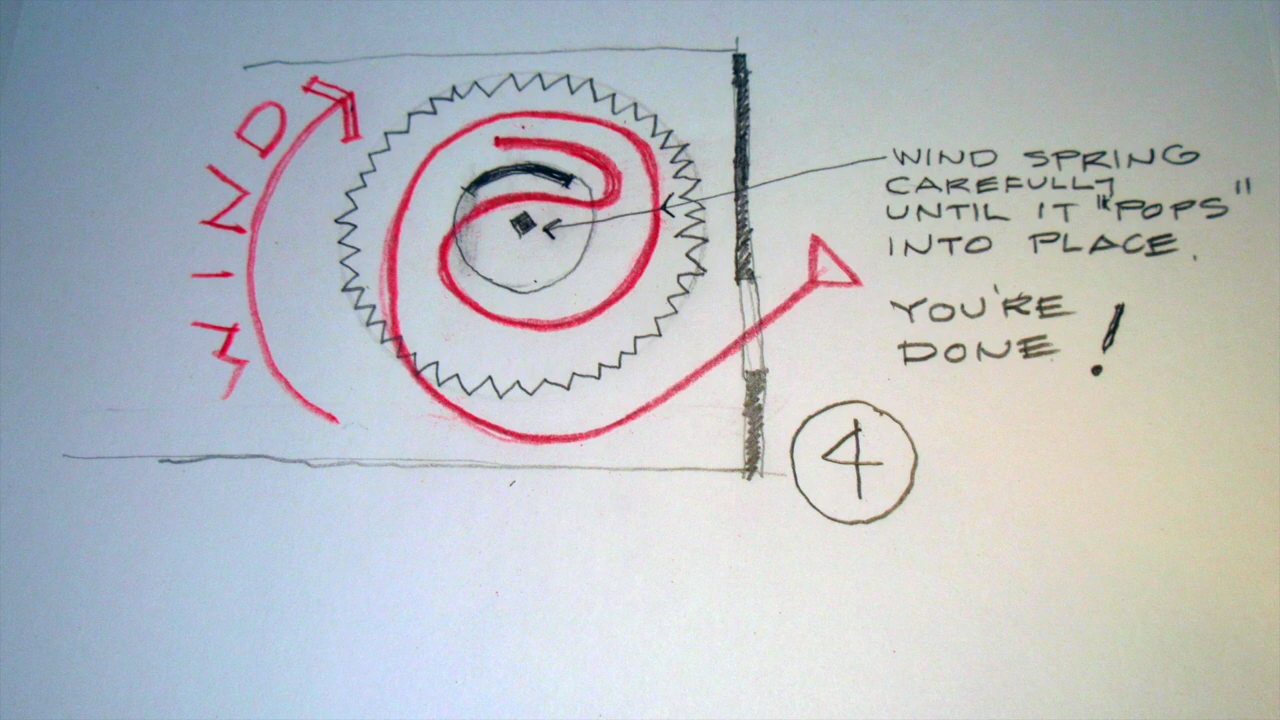 WIND
WIND SPRING
CAREFULLY
UNTIL IT "POPS"
INTO PLACE.
YOU'RE
DONE!
4